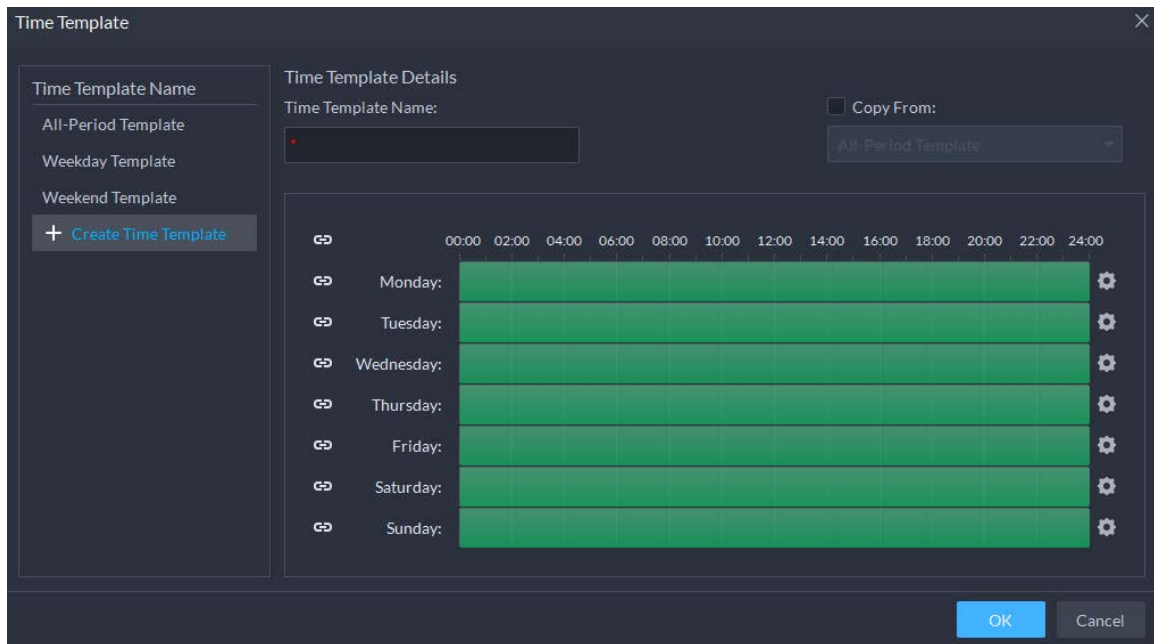 Time Template
Time Template Name
All-Period Template
Weekday Template
Weekend Template
+ Create Time Template
Time Template Details
Time Template Name:
*
Copy From:
All-Period Template
00:00 02:00 04:00 06:00 08:00 10:00 12:00 14:00 16:00 18:00 20:00 22:00 24:00
Monday:
Tuesday:
Wednesday:
Thursday:
Friday:
Saturday:
Sunday:
OK Cancel